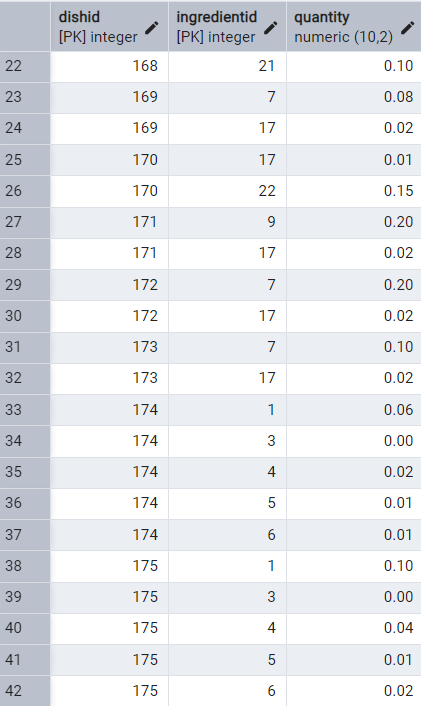 dishid ingredientid quantity
[PK] integer [PK] integer numeric (10,2)
22 168 21 0.10
23 169 7 0.08
24 169 17 0.02
25 170 17 0.01
26 170 22 0.15
27 171 9 0.20
28 171 17 0.02
29 172 7 0.20
30 172 17 0.02
31 173 7 0.10
32 173 17 0.02
33 174 1 0.06
34 174 3 0.00
35 174 4 0.02
36 174 5 0.01
37 174 6 0.01
38 175 1 0.10
39 175 3 0.00
40 175 4 0.04
41 175 5 0.01
42 175 6 0.02